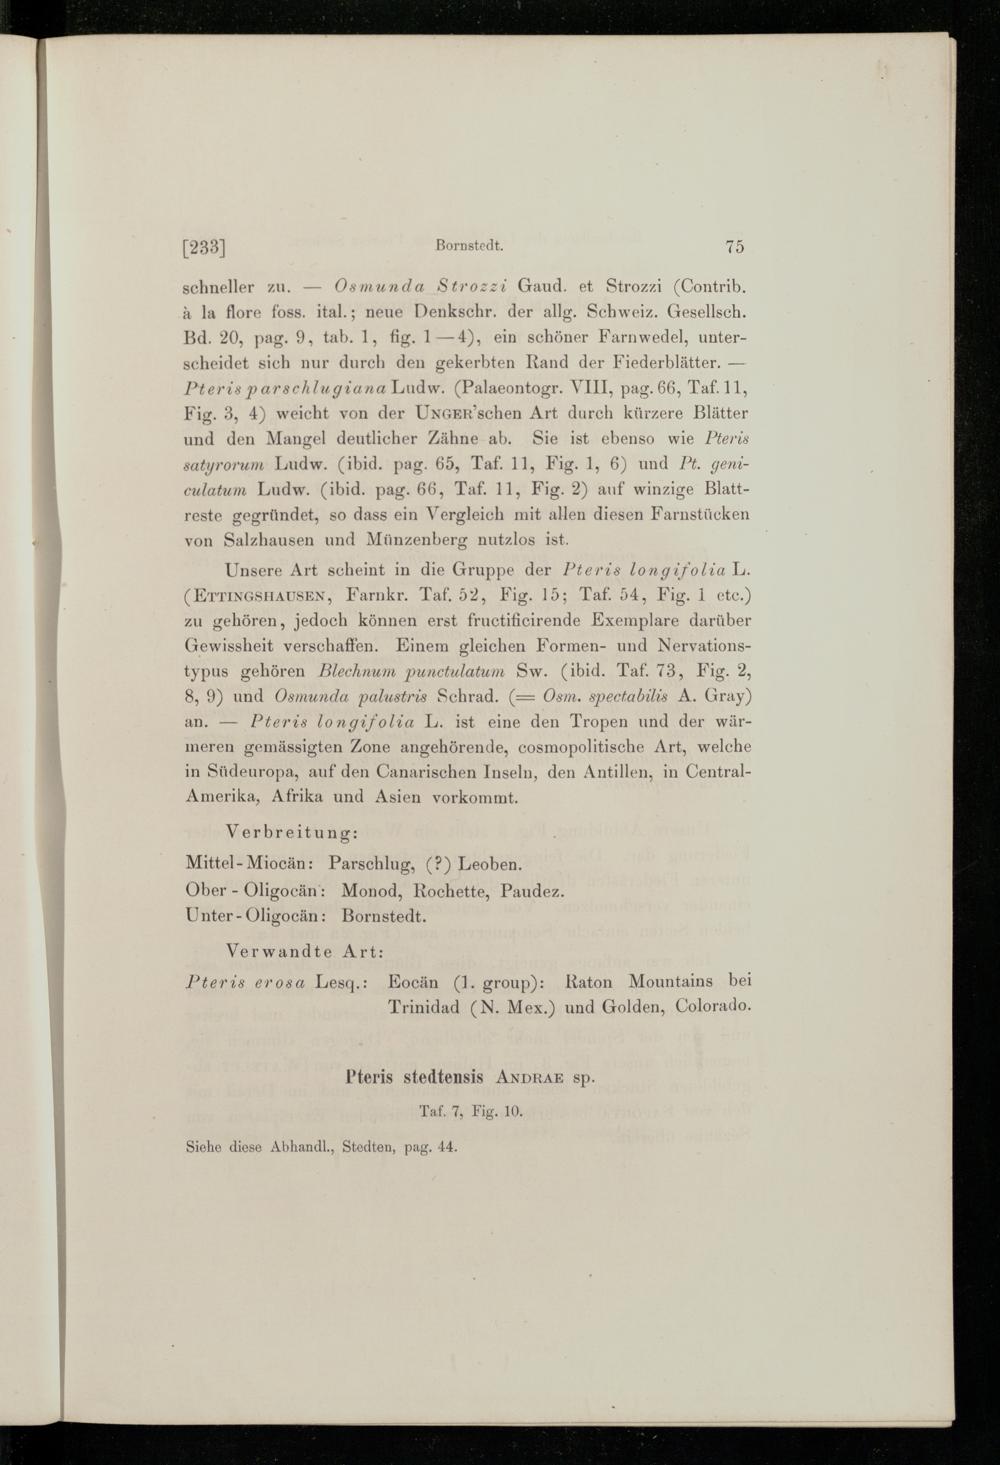 [233] Bornstedt. 75
schneller zu. — Osmunda Strozzi Gaud. et Strozzi (Contrib.
à la flore foss. ital.; neue Denkschr. der allg. Schweiz. Gesellsch.
Bd. 20, pag. 9, tab. 1, fig. 1—4), ein schöner Farnwedel, unter-
scheidet sich nur durch den gekerbten Rand der Fiederblätter. —
Pteris parschlugiana Ludw. (Palaeontogr. VIII, pag. 66, Taf. 11,
Fig. 3, 4) weicht von der UNGER'schen Art durch kürzere Blätter
und den Mangel deutlicher Zähne ab. Sie ist ebenso wie Pteris
satyrorum Ludw. (ibid. pag. 65, Taf. 11, Fig. 1, 6) und Pt. geni-
culatum Ludw. (ibid. pag. 66, Taf. 11, Fig. 2) auf winzige Blatt-
reste gegründet, so dass ein Vergleich mit allen diesen Farnstücken
von Salzhausen und Münzenberg nutzlos ist.
Unsere Art scheint in die Gruppe der Pteris longifolia L.
(ETTINGSHAUSEN, Farnkr. Taf. 52, Fig. 15; Taf. 54, Fig. 1 etc.)
zu gehören, jedoch können erst fructificirende Exemplare darüber
Gewissheit verschaffen. Einem gleichen Formen- und Nervations-
typus gehören Blechnum punctulatum Sw. (ibid. Taf. 73, Fig. 2,
8, 9) und Osmunda palustris Schrad. (= Osm. spectabilis A. Gray)
an. — Pteris longifolia L. ist eine den Tropen und der wär-
meren gemässigten Zone angehörende, cosmopolitische Art, welche
in Südeuropa, auf den Canarischen Inseln, den Antillen, in Central-
Amerika, Afrika und Asien vorkommt.
Verbreitung:
Mittel-Miocän: Parschlug, (?) Leoben.
Ober-Oligocän: Monod, Rochette, Paudez.
Unter-Oligocän: Bornstedt.
Verwandte Art:
Pteris erosa Lesq.: Eocän (1. group): Raton Mountains bei
Trinidad (N. Mex.) und Golden, Colorado.
Pteris stedtensis ANDRAE sp.
Taf. 7, Fig. 10.
Siehe diese Abhandl., Stedten, pag. 44.